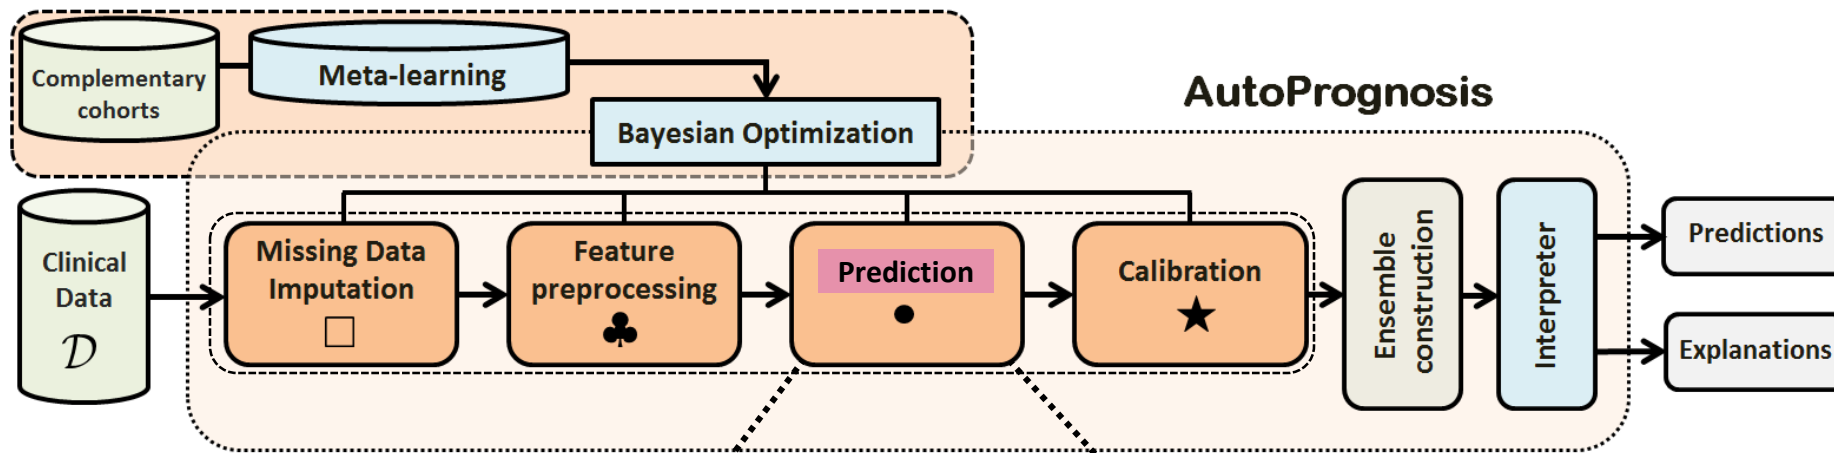 Complementary
cohorts
Meta-learning
Bayesian Optimization
AutoPrognosis
Clinical
Data
𝒟
Missing Data
Imputation
□
Feature
preprocessing
♣
Prediction
●
Calibration
★
Ensemble
construction
Interpreter
Predictions
Explanations